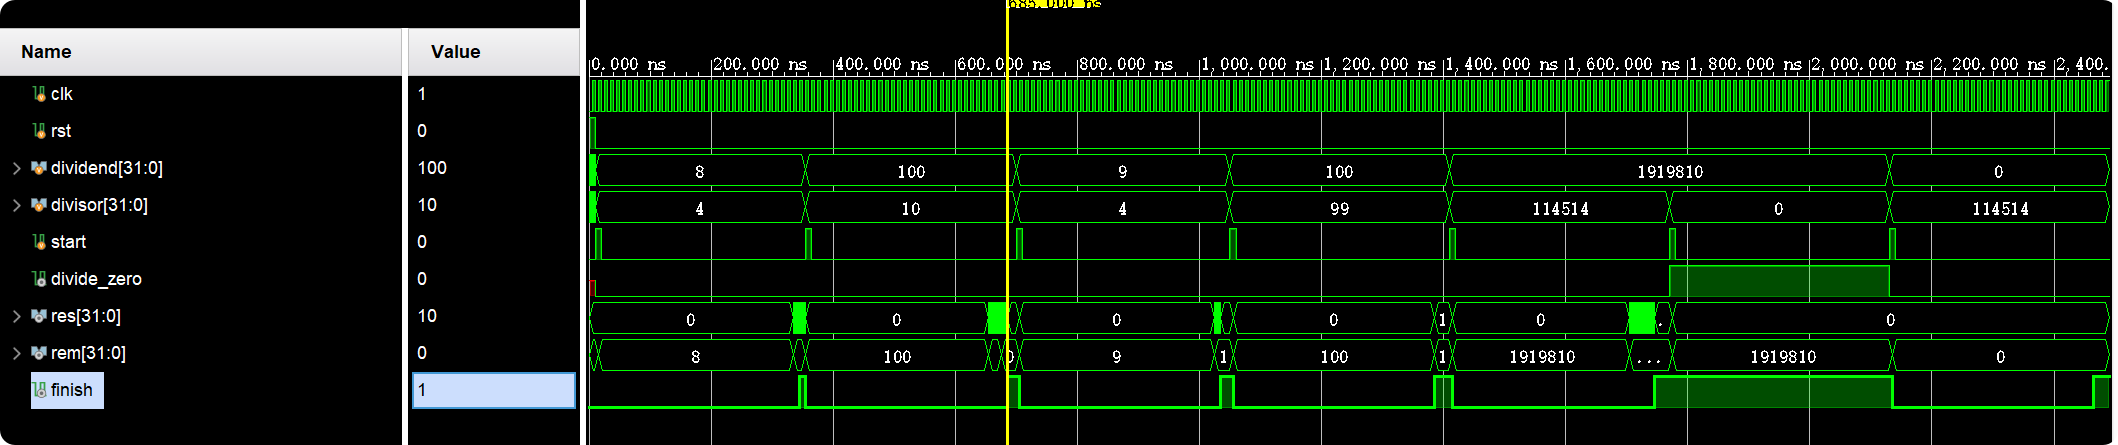 685.000 ns
Name Value
0.000 ns 200.000 ns 400.000 ns 600.000 ns 800.000 ns 1,000.000 ns 1,200.000 ns 1,400.000 ns 1,600.000 ns 1,800.000 ns 2,000.000 ns 2,200.000 ns 2,400.
clk 1
rst 0
dividend[31:0] 100 8 100 9 100 1919810 0
divisor[31:0] 10 4 10 4 99 114514 0 114514
start 0
divide_zero 0
res[31:0] 10 0 0 0 0 1 0 . 0
rem[31:0] 0 8 100 0 9 1 100 1 1919810 ... 1919810 0
finish 1